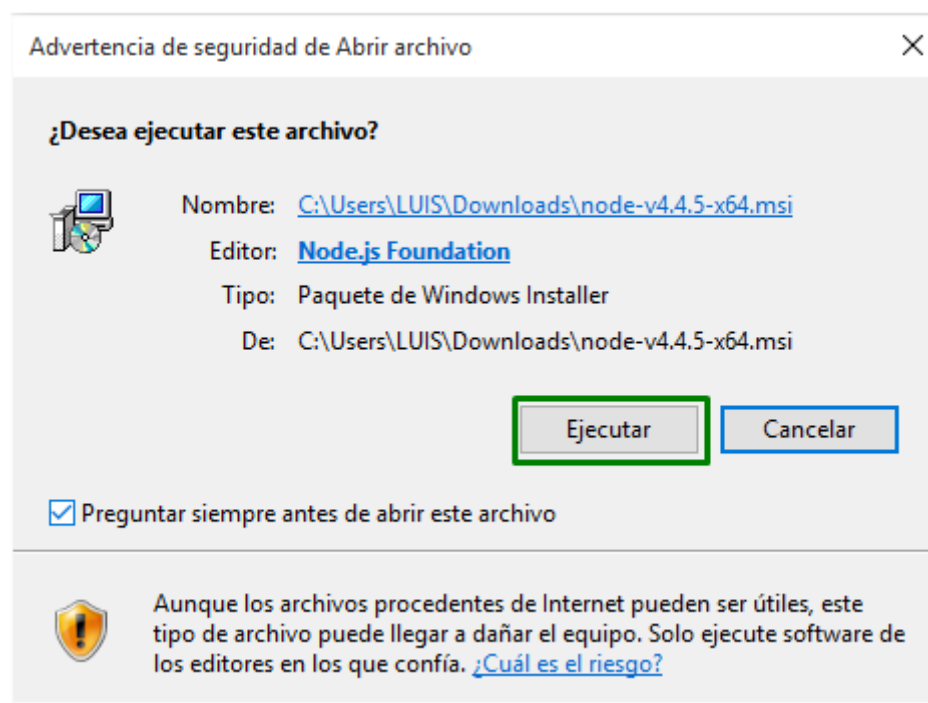 Advertencia de seguridad de Abrir archivo
¿Desea ejecutar este archivo?
Nombre: C:\Users\LUIS\Downloads\node-v4.4.5-x64.msi
Editor: Node.js Foundation
Tipo: Paquete de Windows Installer
De: C:\Users\LUIS\Downloads\node-v4.4.5-x64.msi
Ejecutar Cancelar
Preguntar siempre antes de abrir este archivo
Aunque los archivos procedentes de Internet pueden ser útiles, este
tipo de archivo puede llegar a dañar el equipo. Solo ejecute software de
los editores en los que confía. ¿Cuál es el riesgo?